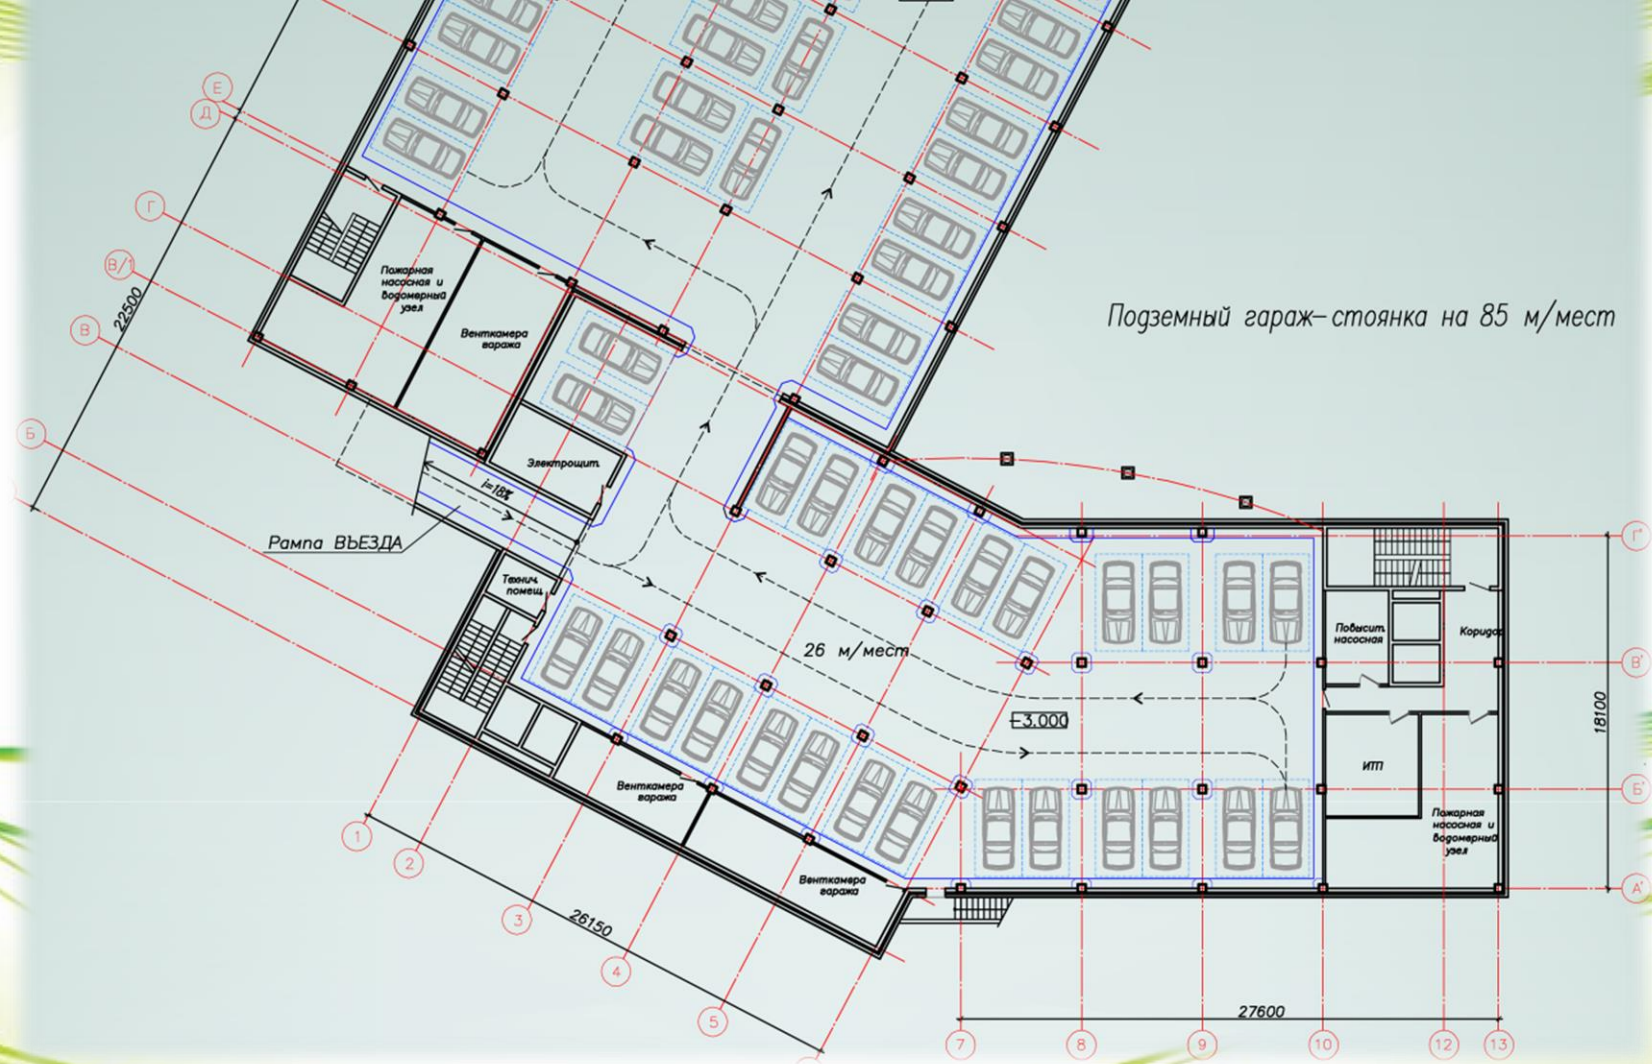 Е
Д
Г
В/1
В
Б
22500
Пожарная
насосная и
водомерный
узел
Венткамера
гаража
Электрощит.
i=18%
Рампа ВЪЕЗДА
Технич.
помещ.
Подземный гараж-стоянка на 85 м/мест
26 м/мест
-3.000
Повысит.
насосная
Коридор
ИТП
Пожарная
насосная и
водомерный
узел
Венткамера
гаража
Венткамера
гаража
Г'
В'
Б'
А'
18100
1
2
3
4
5
26150
27600
7
8
9
10
12
13